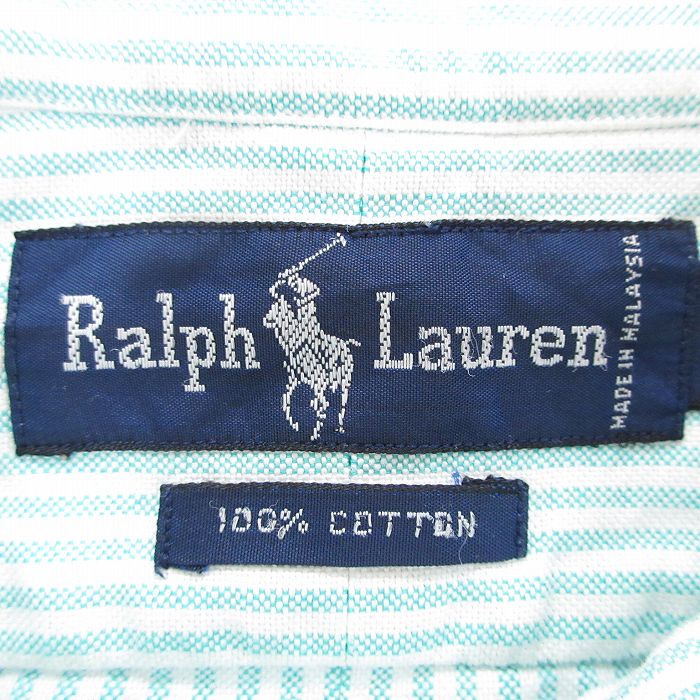 Ralph Lauren
MADE IN MALAYSIA
100% COTTON